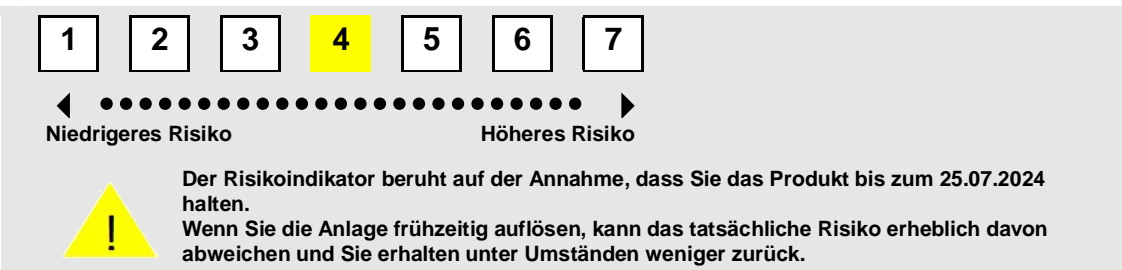 1 2 3 4 5 6 7
Niedrigeres Risiko Höheres Risiko
Der Risikoindikator beruht auf der Annahme, dass Sie das Produkt bis zum 25.07.2024
halten.
Wenn Sie die Anlage frühzeitig auflösen, kann das tatsächliche Risiko erheblich davon
abweichen und Sie erhalten unter Umständen weniger zurück.
!